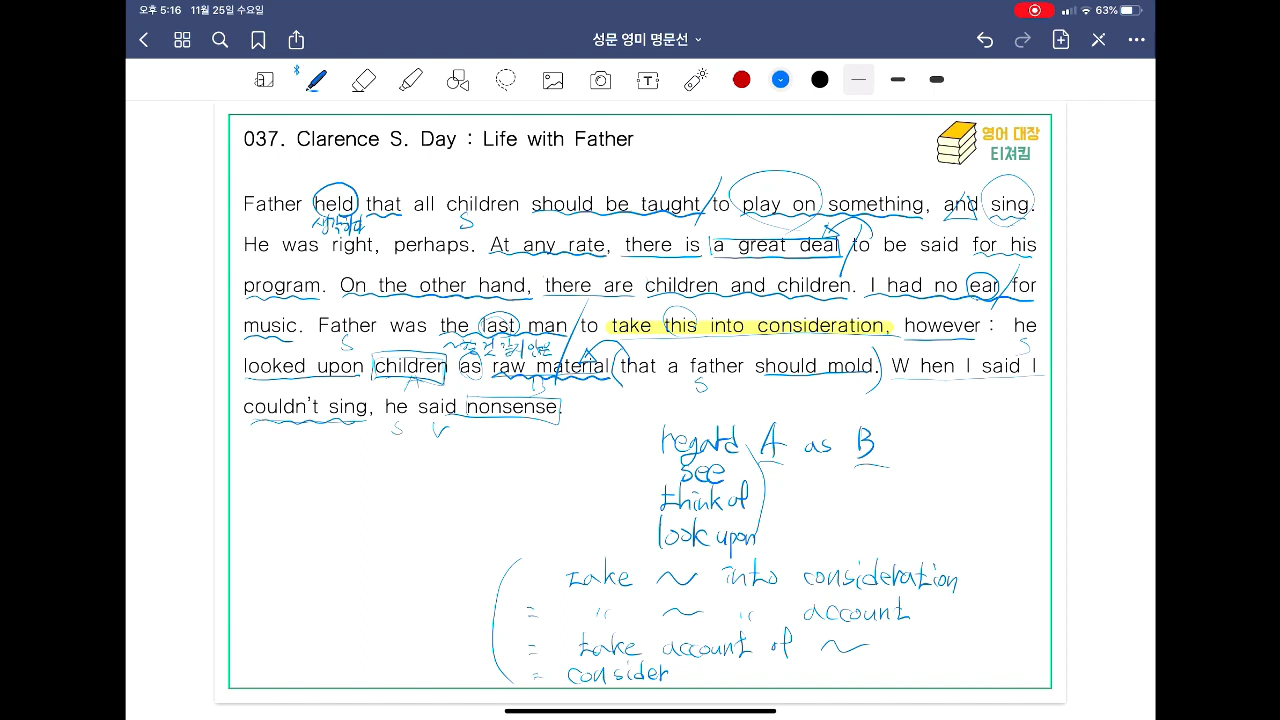 오후 5:16 11월 25일 수요일
63%
성문 영미 명문선
037. Clarence S. Day : Life with Father
영어 대장
티쳐킴
Father held that all children should be taught to play on something, and sing.
생각하다
S
He was right, perhaps. At any rate, there is a great deal to be said for his
program. On the other hand, there are children and children. I had no ear for
music. Father was the last man to take this into consideration, however : he
S
S
looked upon children as raw material that a father should mold. W hen I said I
A
B
S
couldn't sing, he said nonsense.
S V
regard A as B
see
think of
look upon
take ~ into consideration
= " ~ " account
= take account of ~
= consider